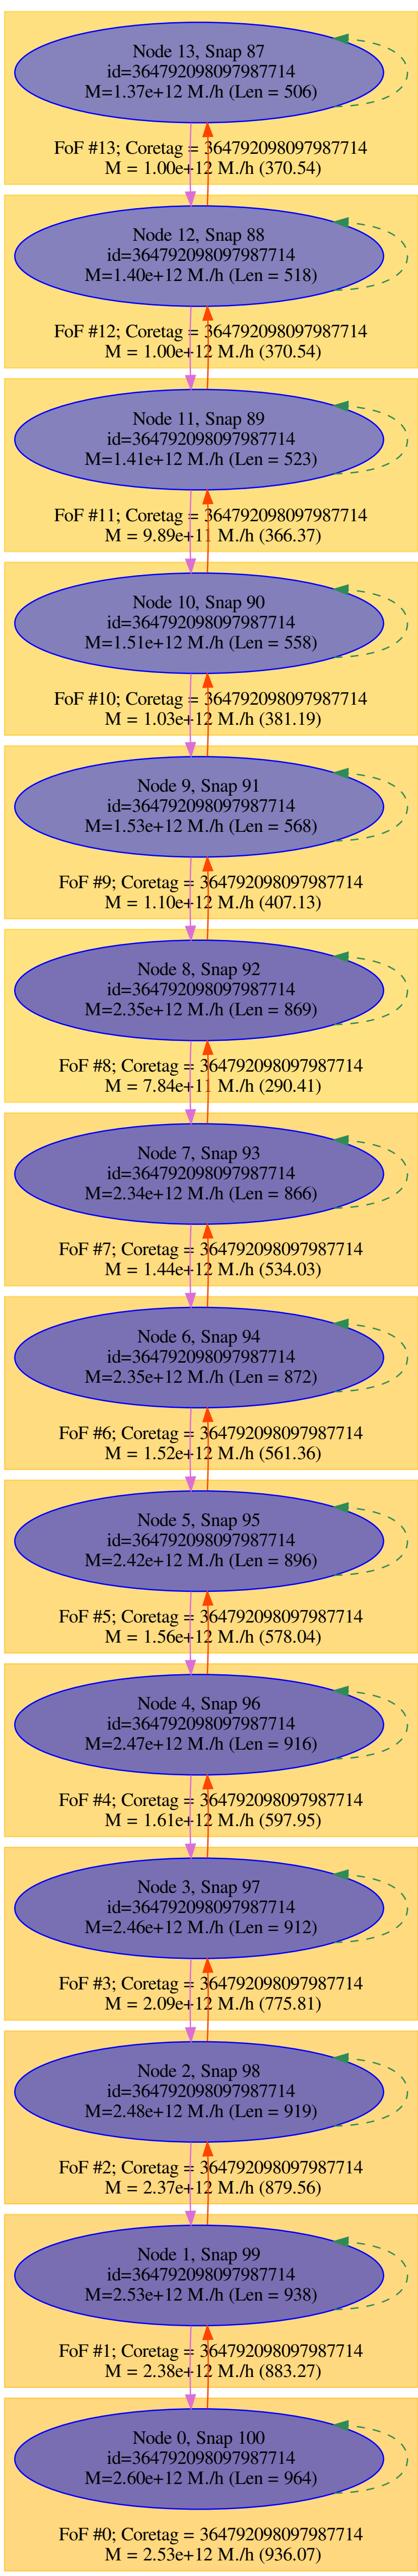 Node 13, Snap 87
id=364792098097987714
M=1.37e+12 M./h (Len = 506)
FoF #13; Coretag = 364792098097987714
M = 1.00e+12 M./h (370.54)
Node 12, Snap 88
id=364792098097987714
M=1.40e+12 M./h (Len = 518)
FoF #12; Coretag = 364792098097987714
M = 1.00e+12 M./h (370.54)
Node 11, Snap 89
id=364792098097987714
M=1.41e+12 M./h (Len = 523)
FoF #11; Coretag = 364792098097987714
M = 9.89e+11 M./h (366.37)
Node 10, Snap 90
id=364792098097987714
M=1.51e+12 M./h (Len = 558)
FoF #10; Coretag = 364792098097987714
M = 1.03e+12 M./h (381.19)
Node 9, Snap 91
id=364792098097987714
M=1.53e+12 M./h (Len = 568)
FoF #9; Coretag = 364792098097987714
M = 1.10e+12 M./h (407.13)
Node 8, Snap 92
id=364792098097987714
M=2.35e+12 M./h (Len = 869)
FoF #8; Coretag = 364792098097987714
M = 7.84e+11 M./h (290.41)
Node 7, Snap 93
id=364792098097987714
M=2.34e+12 M./h (Len = 866)
FoF #7; Coretag = 364792098097987714
M = 1.44e+12 M./h (534.03)
Node 6, Snap 94
id=364792098097987714
M=2.35e+12 M./h (Len = 872)
FoF #6; Coretag = 364792098097987714
M = 1.52e+12 M./h (561.36)
Node 5, Snap 95
id=364792098097987714
M=2.42e+12 M./h (Len = 896)
FoF #5; Coretag = 364792098097987714
M = 1.56e+12 M./h (578.04)
Node 4, Snap 96
id=364792098097987714
M=2.47e+12 M./h (Len = 916)
FoF #4; Coretag = 364792098097987714
M = 1.61e+12 M./h (597.95)
Node 3, Snap 97
id=364792098097987714
M=2.46e+12 M./h (Len = 912)
FoF #3; Coretag = 364792098097987714
M = 2.09e+12 M./h (775.81)
Node 2, Snap 98
id=364792098097987714
M=2.48e+12 M./h (Len = 919)
FoF #2; Coretag = 364792098097987714
M = 2.37e+12 M./h (879.56)
Node 1, Snap 99
id=364792098097987714
M=2.53e+12 M./h (Len = 938)
FoF #1; Coretag = 364792098097987714
M = 2.38e+12 M./h (883.27)
Node 0, Snap 100
id=364792098097987714
M=2.60e+12 M./h (Len = 964)
FoF #0; Coretag = 364792098097987714
M = 2.53e+12 M./h (936.07)